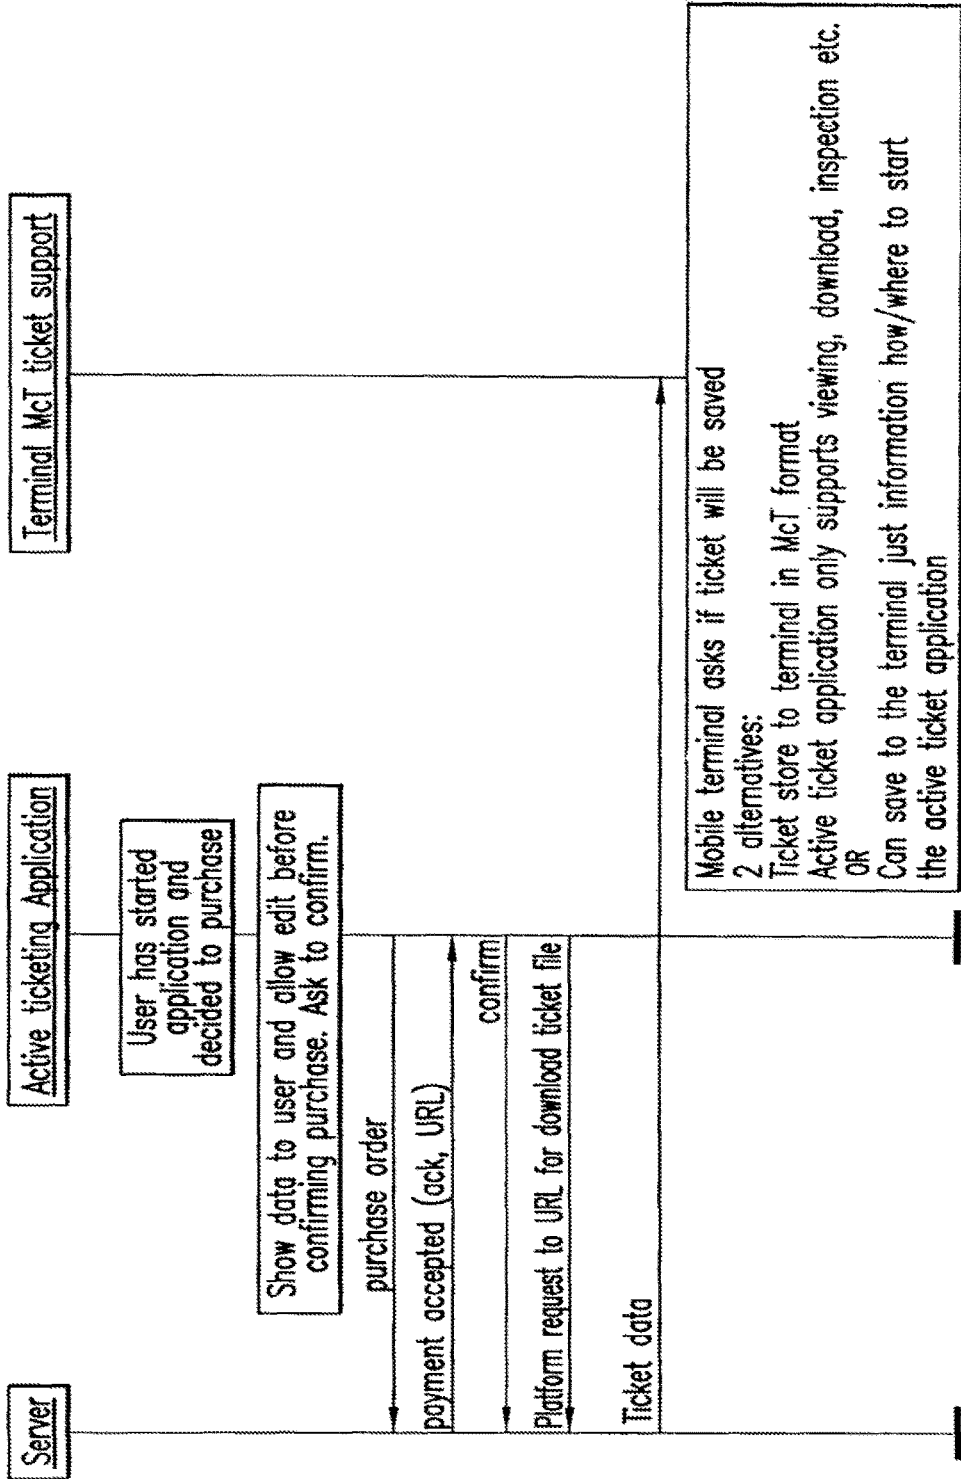 Server
Active ticketing Application
Terminal McT ticket support
User has started
application and
decided to purchase
Show data to user and allow edit before
confirming purchase. Ask to confirm.
purchase order
payment accepted (ack, URL)
confirm
Platform request to URL for download ticket file
Ticket data
Mobile terminal asks if ticket will be saved
2 alternatives:
Ticket store to terminal in McT format
Active ticket application only supports viewing, download, inspection etc.
OR
Can save to the terminal just information how/where to start
the active ticket application